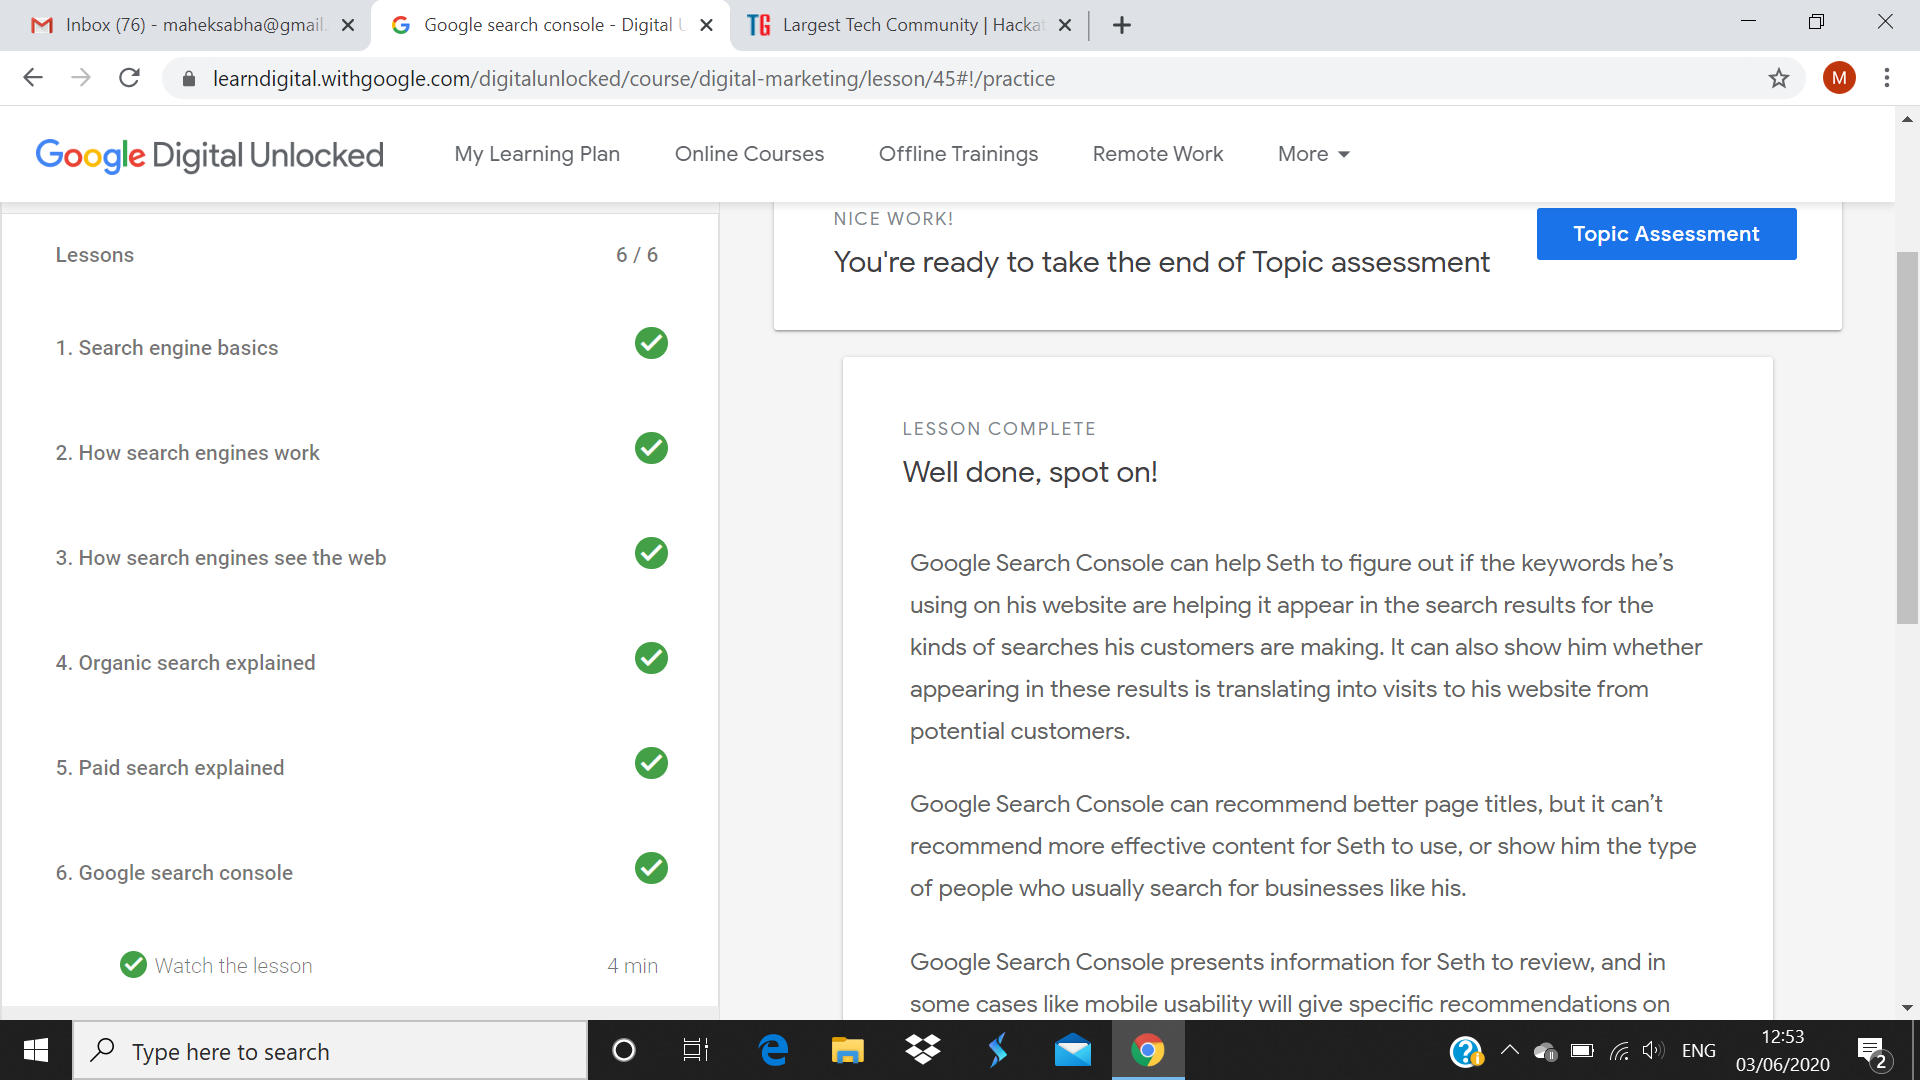 Inbox (76) - maheksabha@gmail.
Google search console - Digital U
TG Largest Tech Community | Hackat
learndigital.withgoogle.com/digitalunlocked/course/digital-marketing/lesson/45#!/practice
M
Google Digital Unlocked
My Learning Plan
Online Courses
Offline Trainings
Remote Work
More
Lessons
6 / 6
1. Search engine basics
2. How search engines work
3. How search engines see the web
4. Organic search explained
5. Paid search explained
6. Google search console
Watch the lesson
4 min
NICE WORK!
You're ready to take the end of Topic assessment
Topic Assessment
LESSON COMPLETE
Well done, spot on!
Google Search Console can help Seth to figure out if the keywords he’s
using on his website are helping it appear in the search results for the
kinds of searches his customers are making. It can also show him whether
appearing in these results is translating into visits to his website from
potential customers.
Google Search Console can recommend better page titles, but it can’t
recommend more effective content for Seth to use, or show him the type
of people who usually search for businesses like his.
Google Search Console presents information for Seth to review, and in
some cases like mobile usability will give specific recommendations on
Type here to search
ENG
12:53
03/06/2020
2